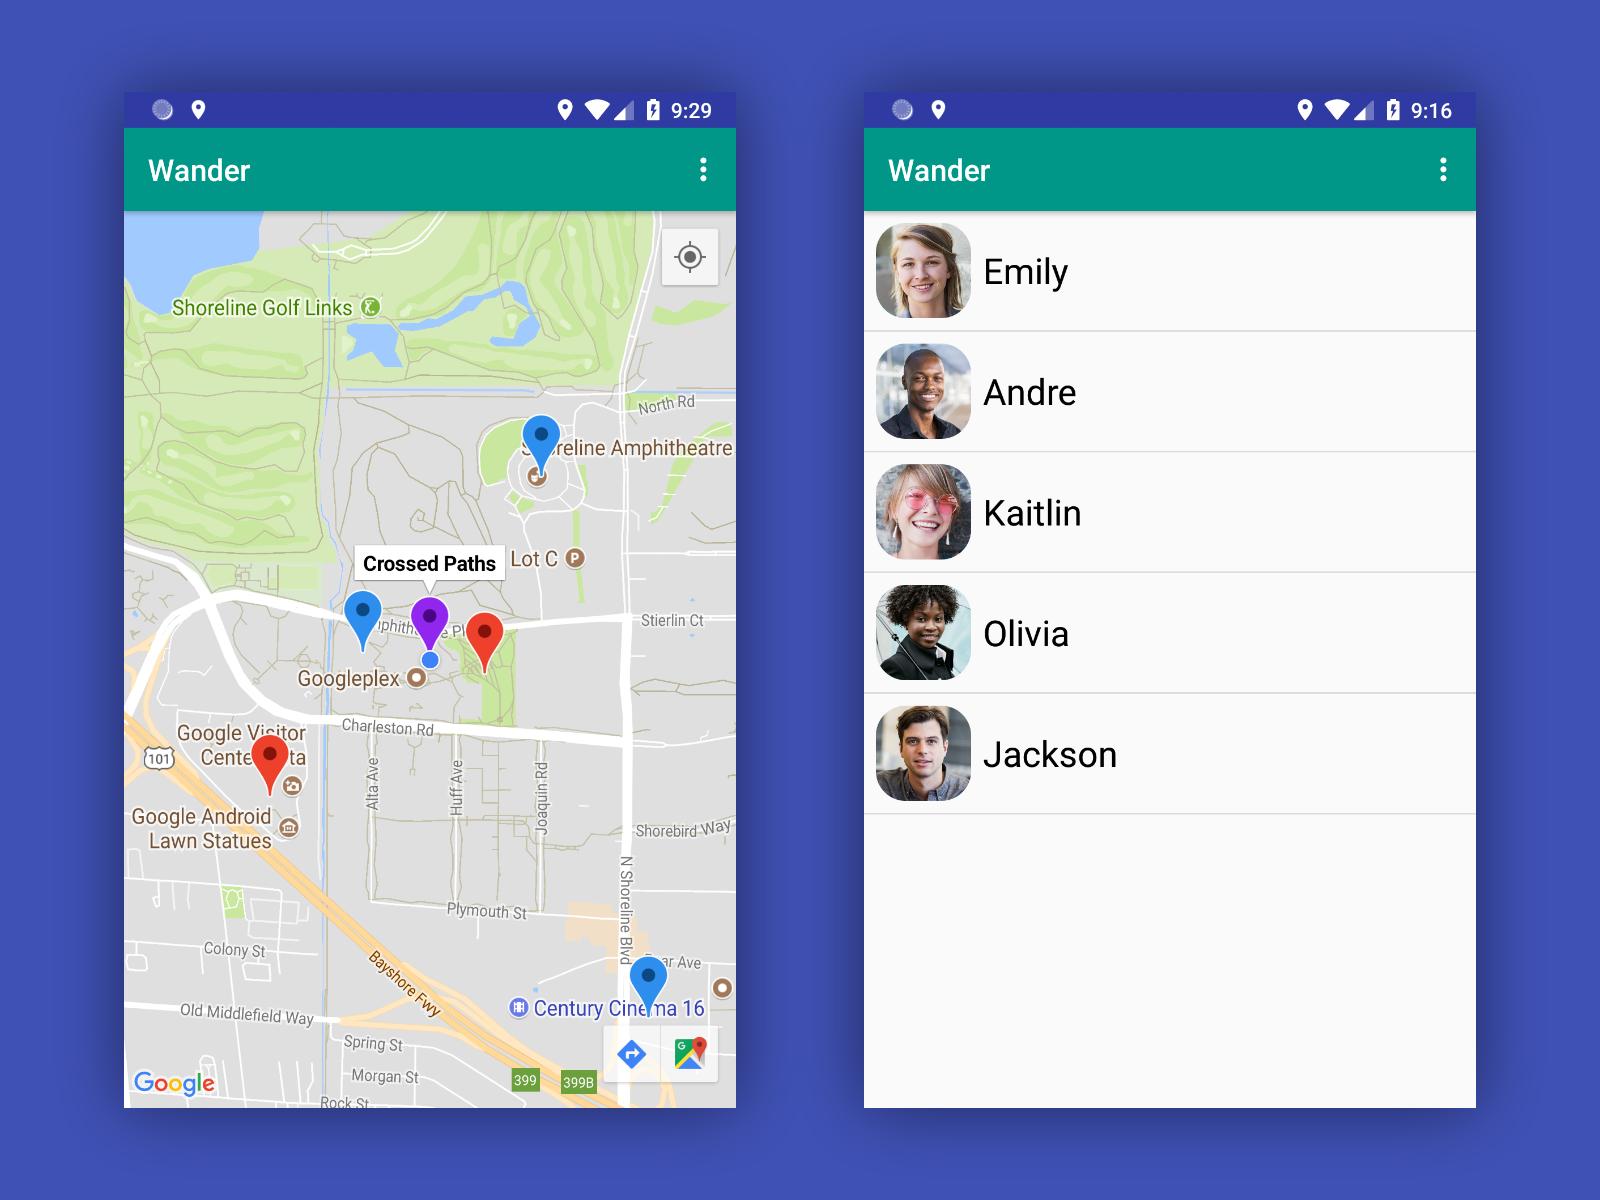 9:29
Wander
Shoreline Golf Links
North Rd
Shoreline Amphitheatre
Crossed Paths
Lot C
P
Stierlin Ct
Googleplex
Charleston Rd
Google Visitor
101
Alta Ave
Huff Ave
Joaquin Rd
Google Android
Lawn Statues
Shorebird Way
N Shoreline Blvd
Plymouth St
Colony St
Bayshore Fwy
Century Cinema 16
Old Middlefield Way
Spring St
Morgan St
399
399B
G
Google
Rock St
9:16
Wander
Emily
Andre
Kaitlin
Olivia
Jackson